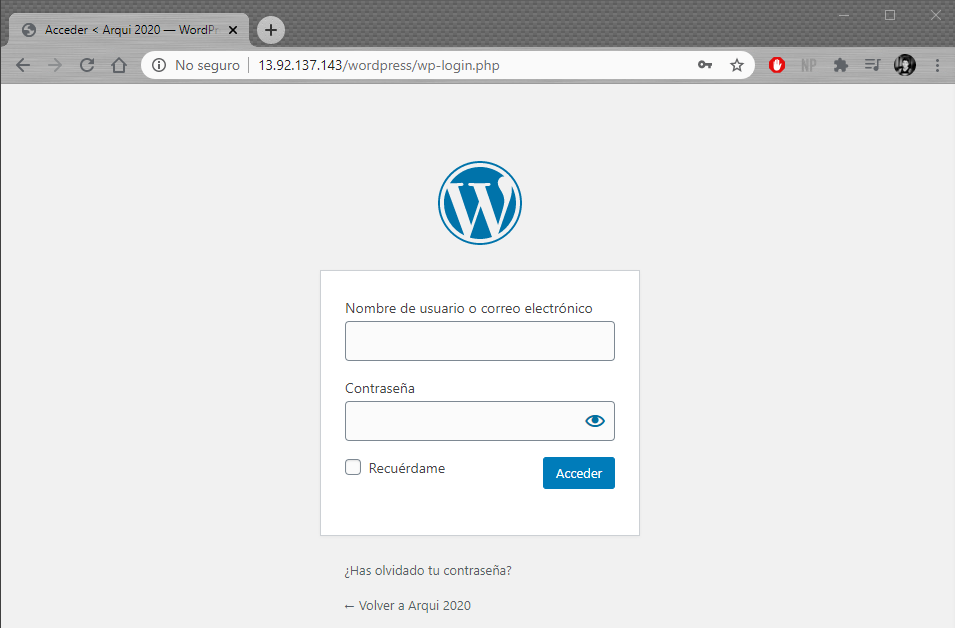 Acceder < Arqui 2020 — WordPr
No seguro 13.92.137.143/wordpress/wp-login.php
NP
W
Nombre de usuario o correo electrónico
Contraseña
Recuérdame
Acceder
¿Has olvidado tu contraseña?
← Volver a Arqui 2020